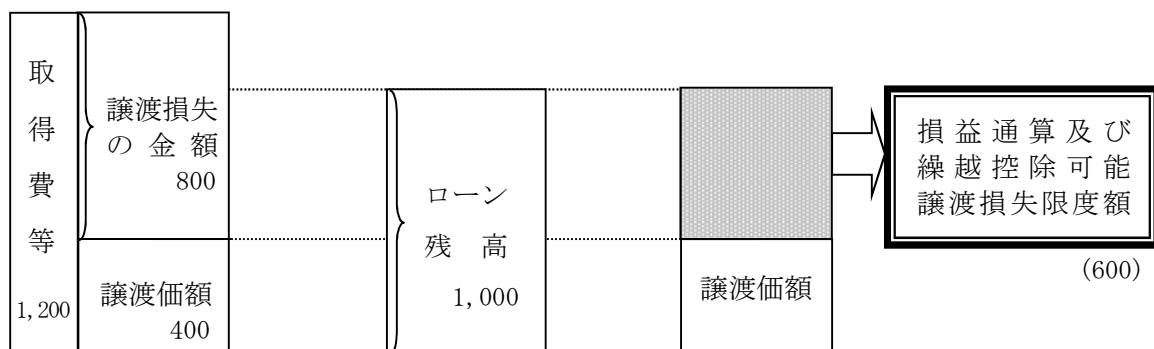 取得費等
1,200
譲渡損失
の金額
800
譲渡価額
400
ローン
残高
1,000
譲渡価額
損益通算及び
繰越控除可能
譲渡損失限度額
(600)